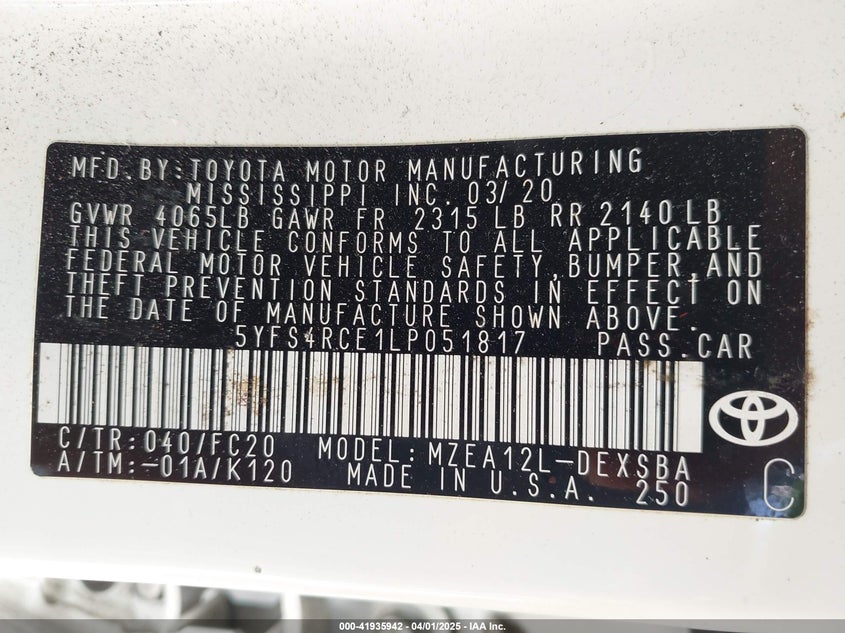 MFD. BY: TOYOTA MOTOR MANUFACTURING
MISSISSIPPI INC. 03/20
GVWR 4065LB GAWR FR 2315 LB RR 2140 LB
THIS VEHICLE CONFORMS TO ALL APPLICABLE
FEDERAL MOTOR VEHICLE SAFETY, BUMPER, AND
THEFT PREVENTION STANDARDS IN EFFECT ON
THE DATE OF MANUFACTURE SHOWN ABOVE.
5YFS4RCE1LP051817 PASS. CAR
C/TR: 040/FC20 MODEL: MZEA12L-DEXSBA
A/TM: -01A/K120 MADE IN U.S.A. 250
C
000-41935942 04/01/2025 - © IAA Inc.